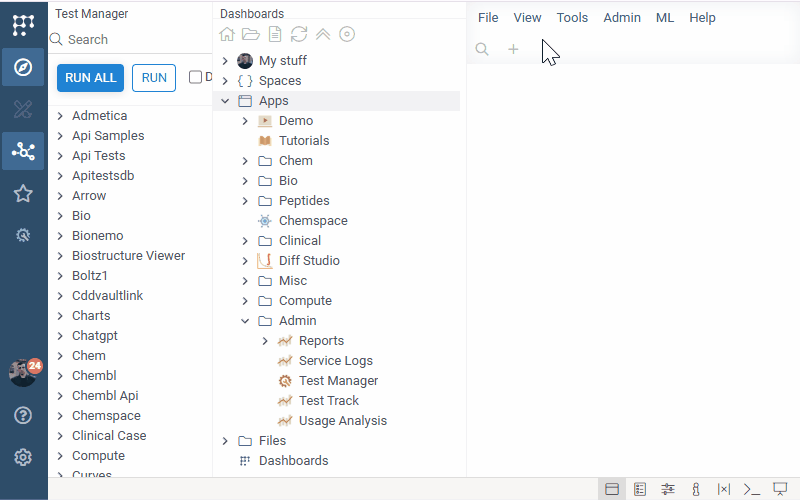 Test Manager
Search
RUN ALL RUN D
Admetica
Api Samples
Api Tests
Apitestsdb
Arrow
Bio
Bionemo
Biostructure Viewer
Boltz1
Cddvaultlink
Charts
Chatgpt
Chem
Chembl
Chembl Api
Chemspace
Clinical Case
Compute
Curves
24
Dashboards
My stuff
Spaces
Apps
Demo
Tutorials
Chem
Bio
Peptides
Chemspace
Clinical
Diff Studio
Misc
Compute
Admin
Reports
Service Logs
Test Manager
Test Track
Usage Analysis
Files
Dashboards
File View Tools Admin ML Help